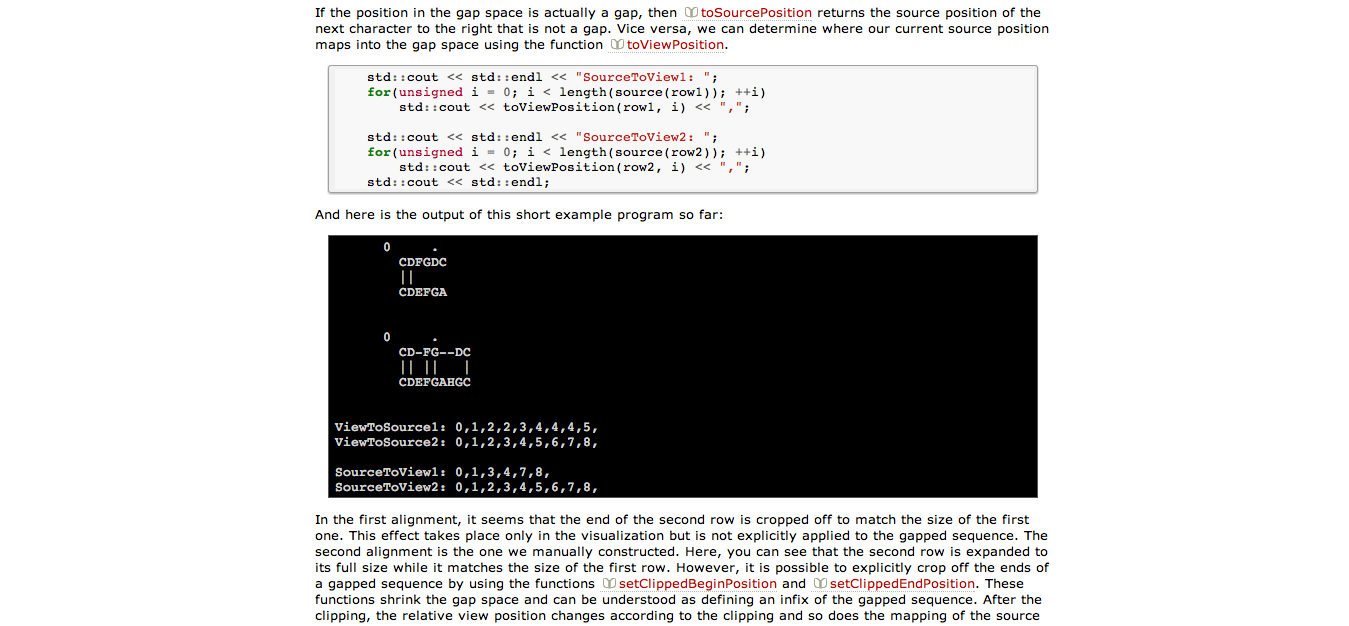 If the position in the gap space is actually a gap, then toSourcePosition returns the source position of the
next character to the right that is not a gap. Vice versa, we can determine where our current source position
maps into the gap space using the function toViewPosition.
std::cout << std::endl << "SourceToView1: ";
for(unsigned i = 0; i < length(source(row1)); ++i)
    std::cout << toViewPosition(row1, i) << ",";
std::cout << std::endl << "SourceToView2: ";
for(unsigned i = 0; i < length(source(row2)); ++i)
    std::cout << toViewPosition(row2, i) << ",";
std::cout << std::endl;
And here is the output of this short example program so far:
0     .
  CDFGDC
  ||
  CDEFGA
0     .
  CD-FG--DC
  || ||   |
  CDEFGAHGC
ViewToSource1: 0,1,2,2,3,4,4,4,5,
ViewToSource2: 0,1,2,3,4,5,6,7,8,
SourceToView1: 0,1,3,4,7,8,
SourceToView2: 0,1,2,3,4,5,6,7,8,
In the first alignment, it seems that the end of the second row is cropped off to match the size of the first
one. This effect takes place only in the visualization but is not explicitly applied to the gapped sequence. The
second alignment is the one we manually constructed. Here, you can see that the second row is expanded to
its full size while it matches the size of the first row. However, it is possible to explicitly crop off the ends of
a gapped sequence by using the functions setClippedBeginPosition and setClippedEndPosition. These
functions shrink the gap space and can be understood as defining an infix of the gapped sequence. After the
clipping, the relative view position changes according to the clipping and so does the mapping of the source